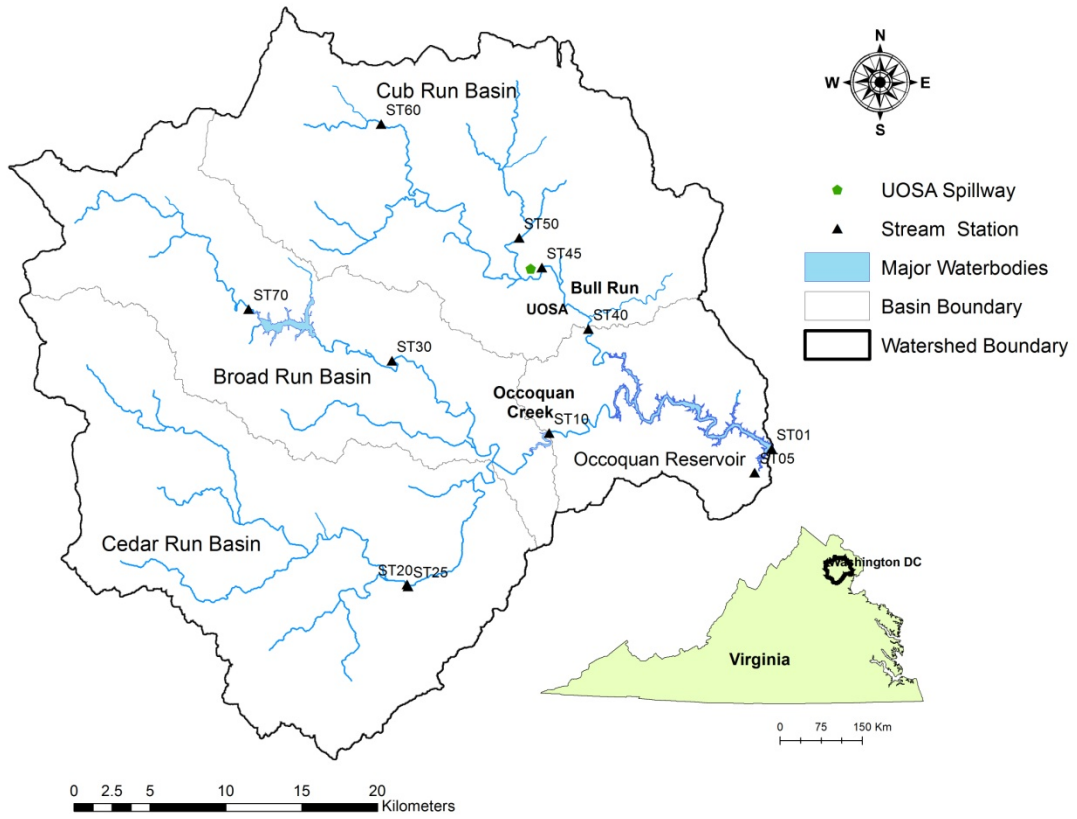 N
W
E
S
Cub Run Basin
ST60
UOSA Spillway
ST50
Stream Station
ST45
Major Waterbodies
Bull Run
UOSA
Basin Boundary
ST70
ST40
Watershed Boundary
ST30
Broad Run Basin
Occoquan
Creek
ST10
ST01
Occoquan Reservoir
ST05
Cedar Run Basin
ST20
ST25
Washington DC
Virginia
0 75 150 Km
0 2.5 5 10 15 20
Kilometers